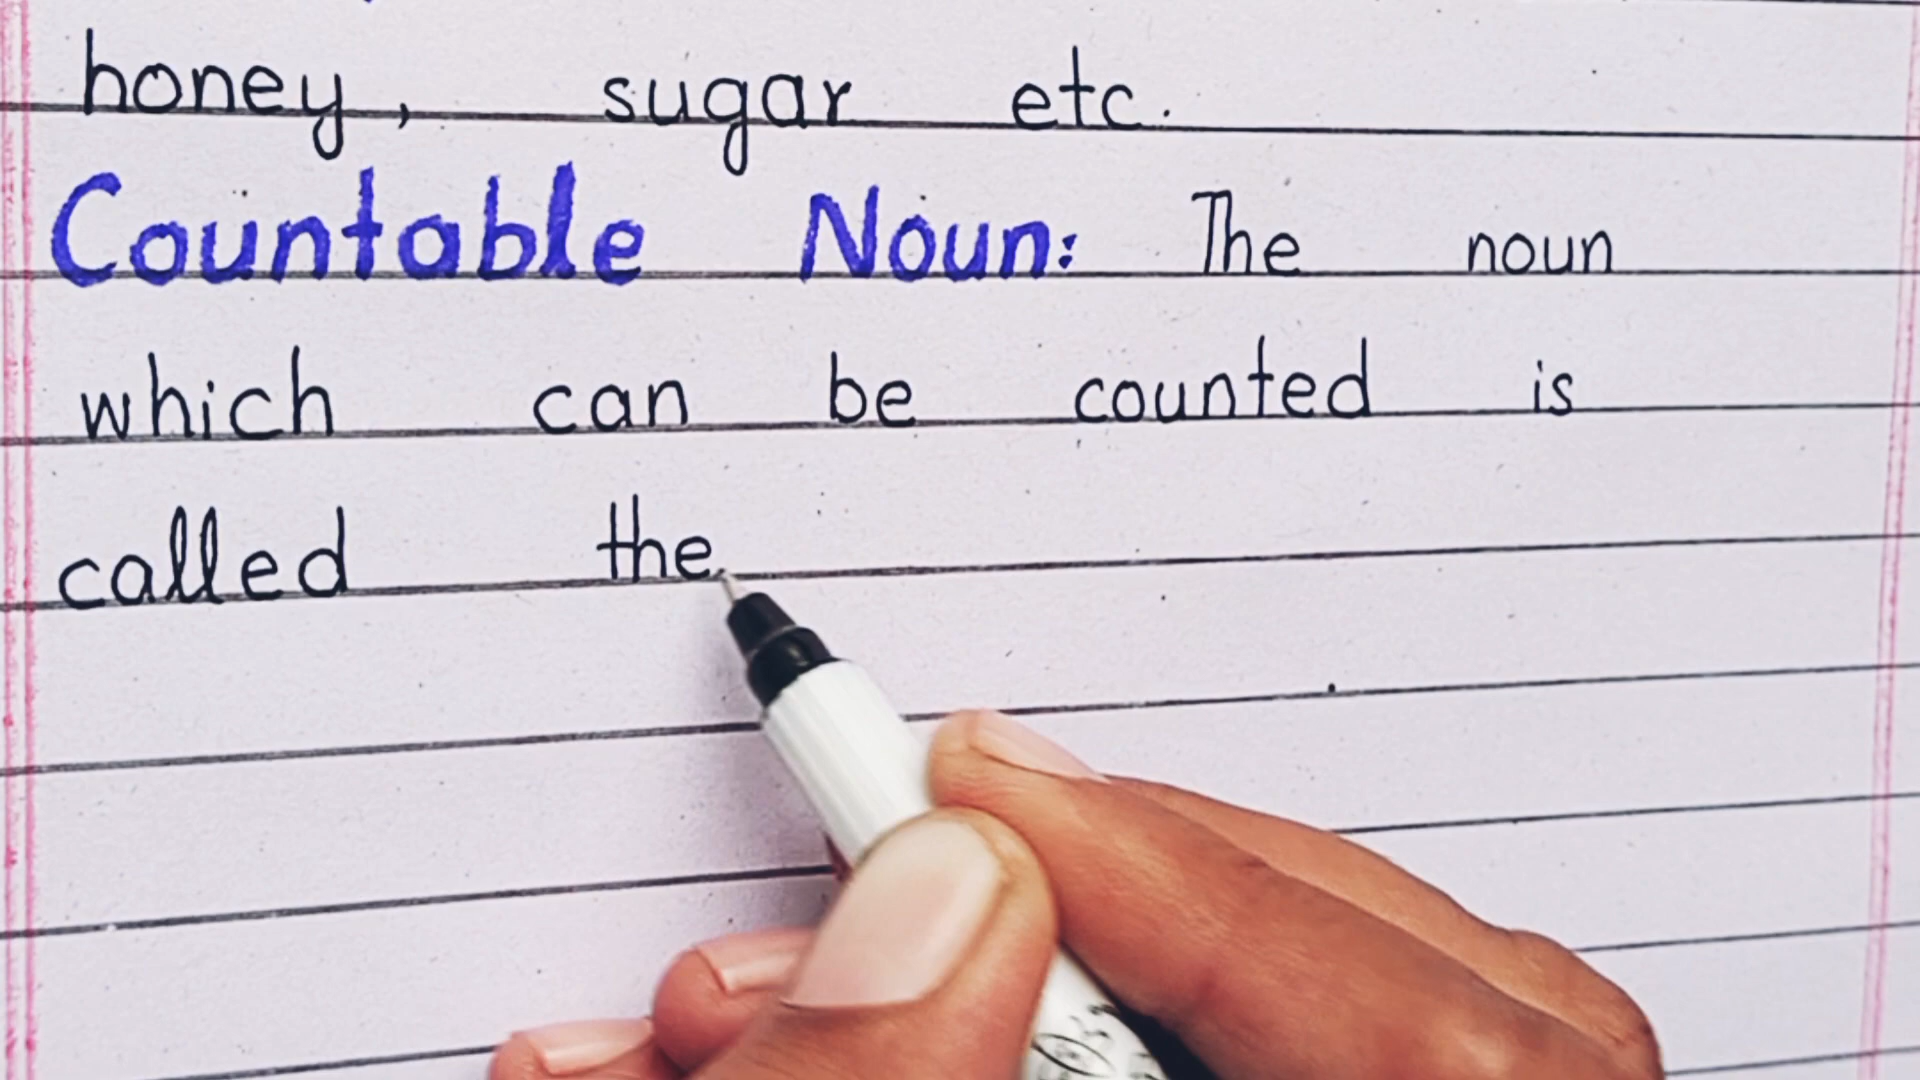 honey, sugar etc.
Countable Noun: The noun
which can be counted is
called the